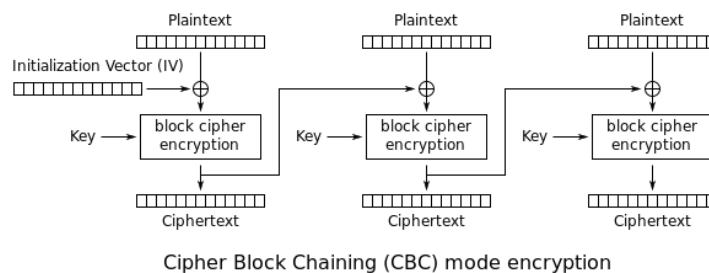 Plaintext Plaintext Plaintext
Initialization Vector (IV)
Key block cipher encryption Key block cipher encryption Key block cipher encryption
Ciphertext Ciphertext Ciphertext
Cipher Block Chaining (CBC) mode encryption